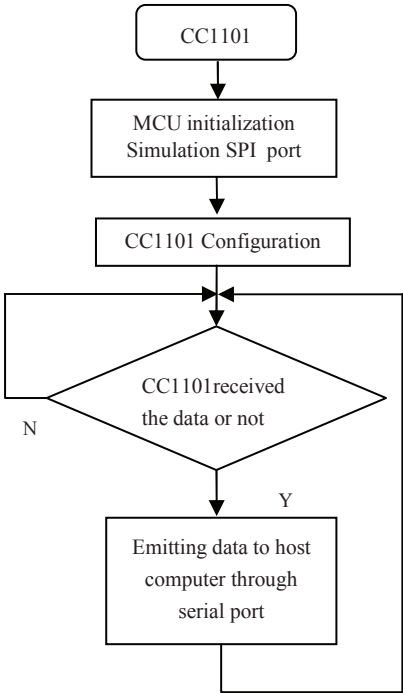 CC1101
MCU initialization
Simulation SPI port
CC1101 Configuration
CC1101received
the data or not
N
Y
Emitting data to host
computer through
serial port